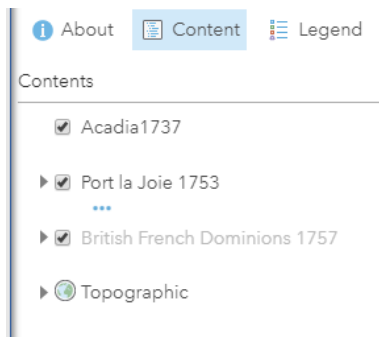 About Content Legend
Contents
Acadia1737
Port la Joie 1753
British French Dominions 1757
Topographic